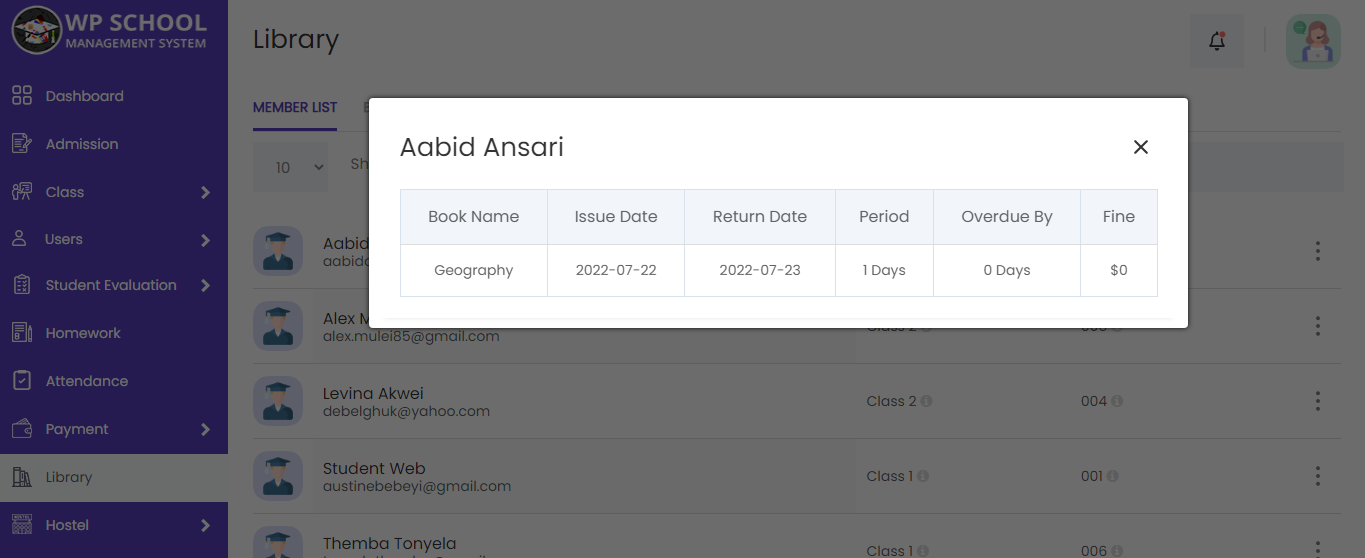 WP SCHOOL
MANAGEMENT SYSTEM
Dashboard
Admission
Class
Users
Student Evaluation
Homework
Attendance
Payment
Library
Hostel
Library
MEMBER LIST
10
Aabid Ansari
Book Name Issue Date Return Date Period Overdue By Fine
Geography 2022-07-22 2022-07-23 1 Days 0 Days $0
Aabid
alex.mulei85@gmail.com
Levina Akwei
debelghuk@yahoo.com
Class 2
004
Student Web
austinebebeyi@gmail.com
Class 1
001
Themba Tonyela
Class 1
006